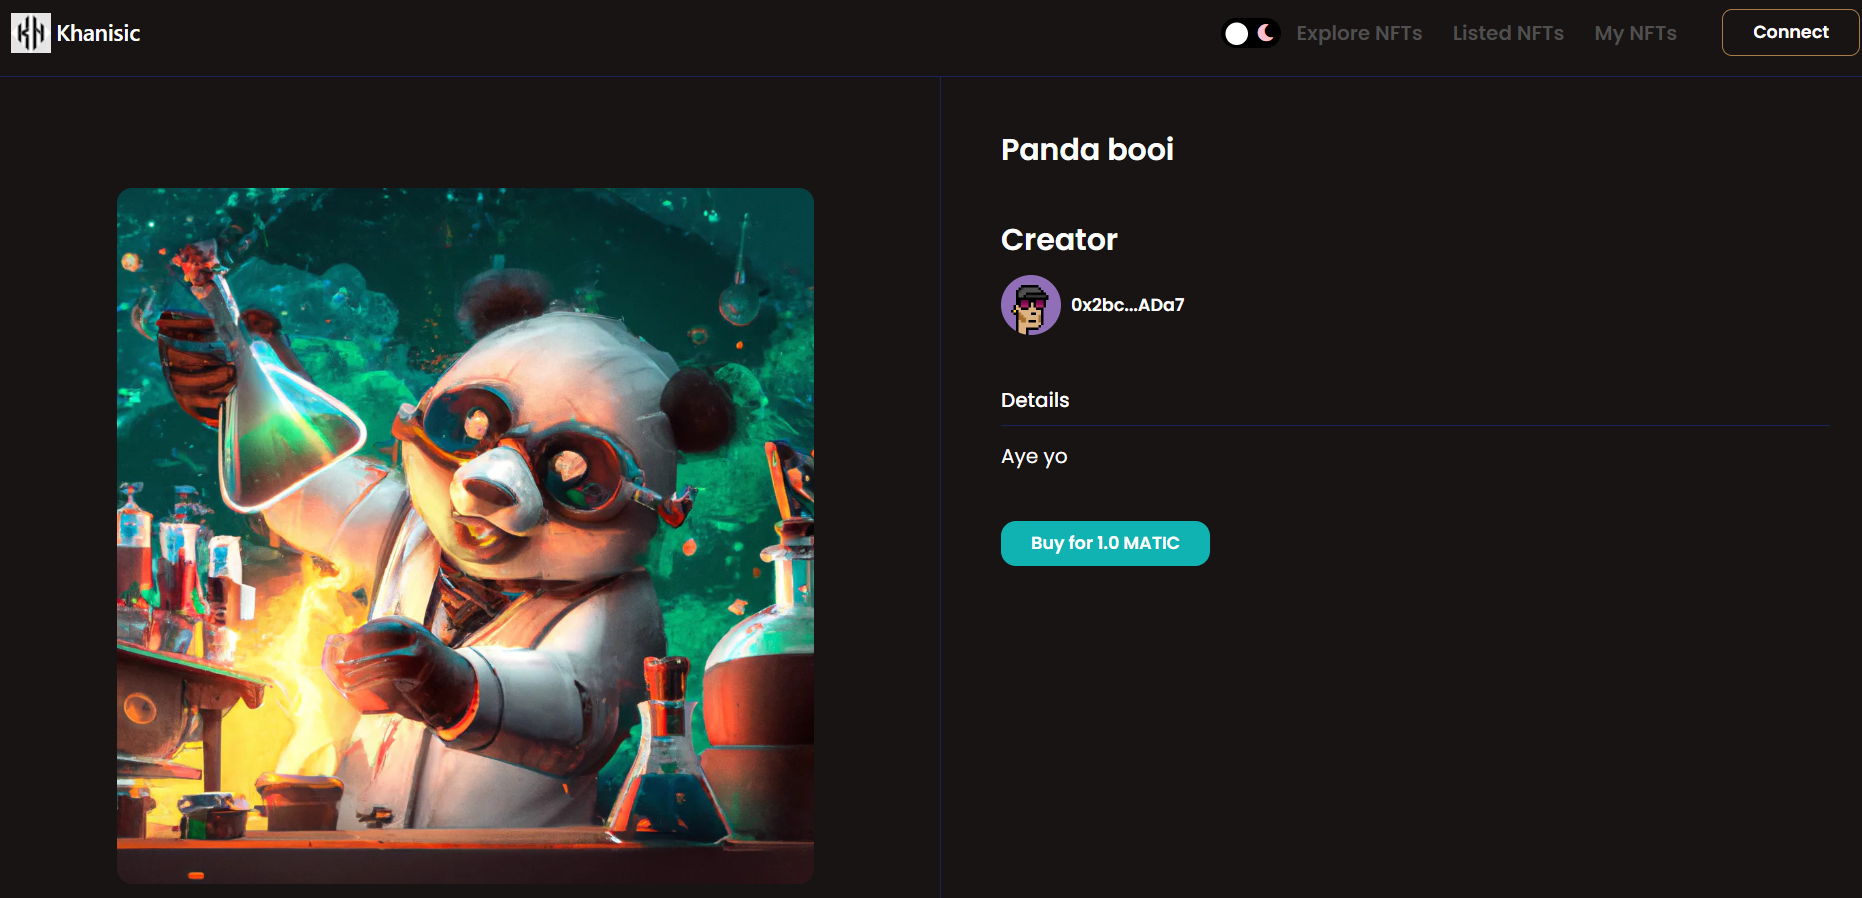 KN Khanisic
Explore NFTs Listed NFTs My NFTs Connect
Panda booi
Creator
0x2bc...ADa7
Details
Aye yo
Buy for 1.0 MATIC